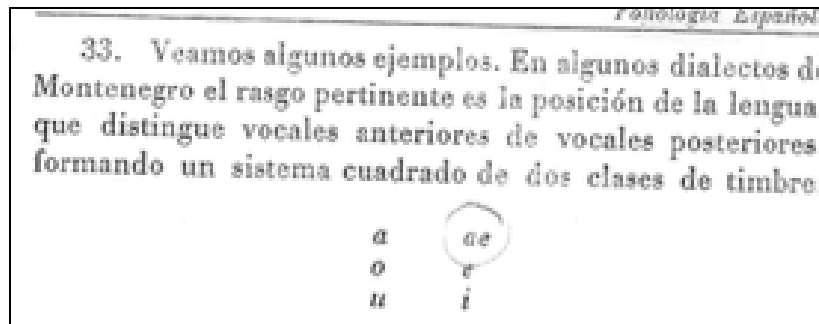 Fonología Español
33. Veamos algunos ejemplos. En algunos dialectos de
Montenegro el rasgo pertinente es la posición de la lengua
que distingue vocales anteriores de vocales posteriores
formando un sistema cuadrado de dos clases de timbre
a ae
o e
u i